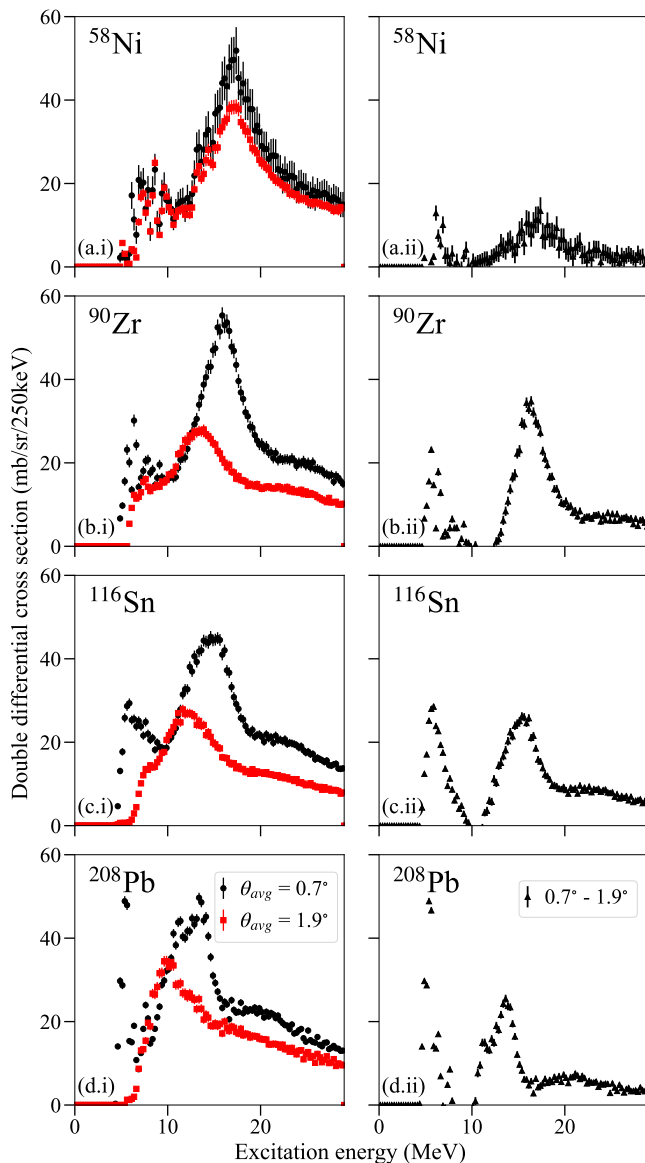 60
40
20
0
⁵⁸Ni
(a.i)
⁵⁸Ni
(a.ii)
60
40
20
0
⁹⁰Zr
(b.i)
⁹⁰Zr
(b.ii)
Double differential cross section (mb/sr/250keV)
60
40
20
0
¹¹⁶Sn
(c.i)
¹¹⁶Sn
(c.ii)
60
40
20
0
²⁰⁸Pb
θavg = 0.7°
θavg = 1.9°
(d.i)
²⁰⁸Pb
0.7° - 1.9°
(d.ii)
0 10 20 0 10 20
Excitation energy (MeV)